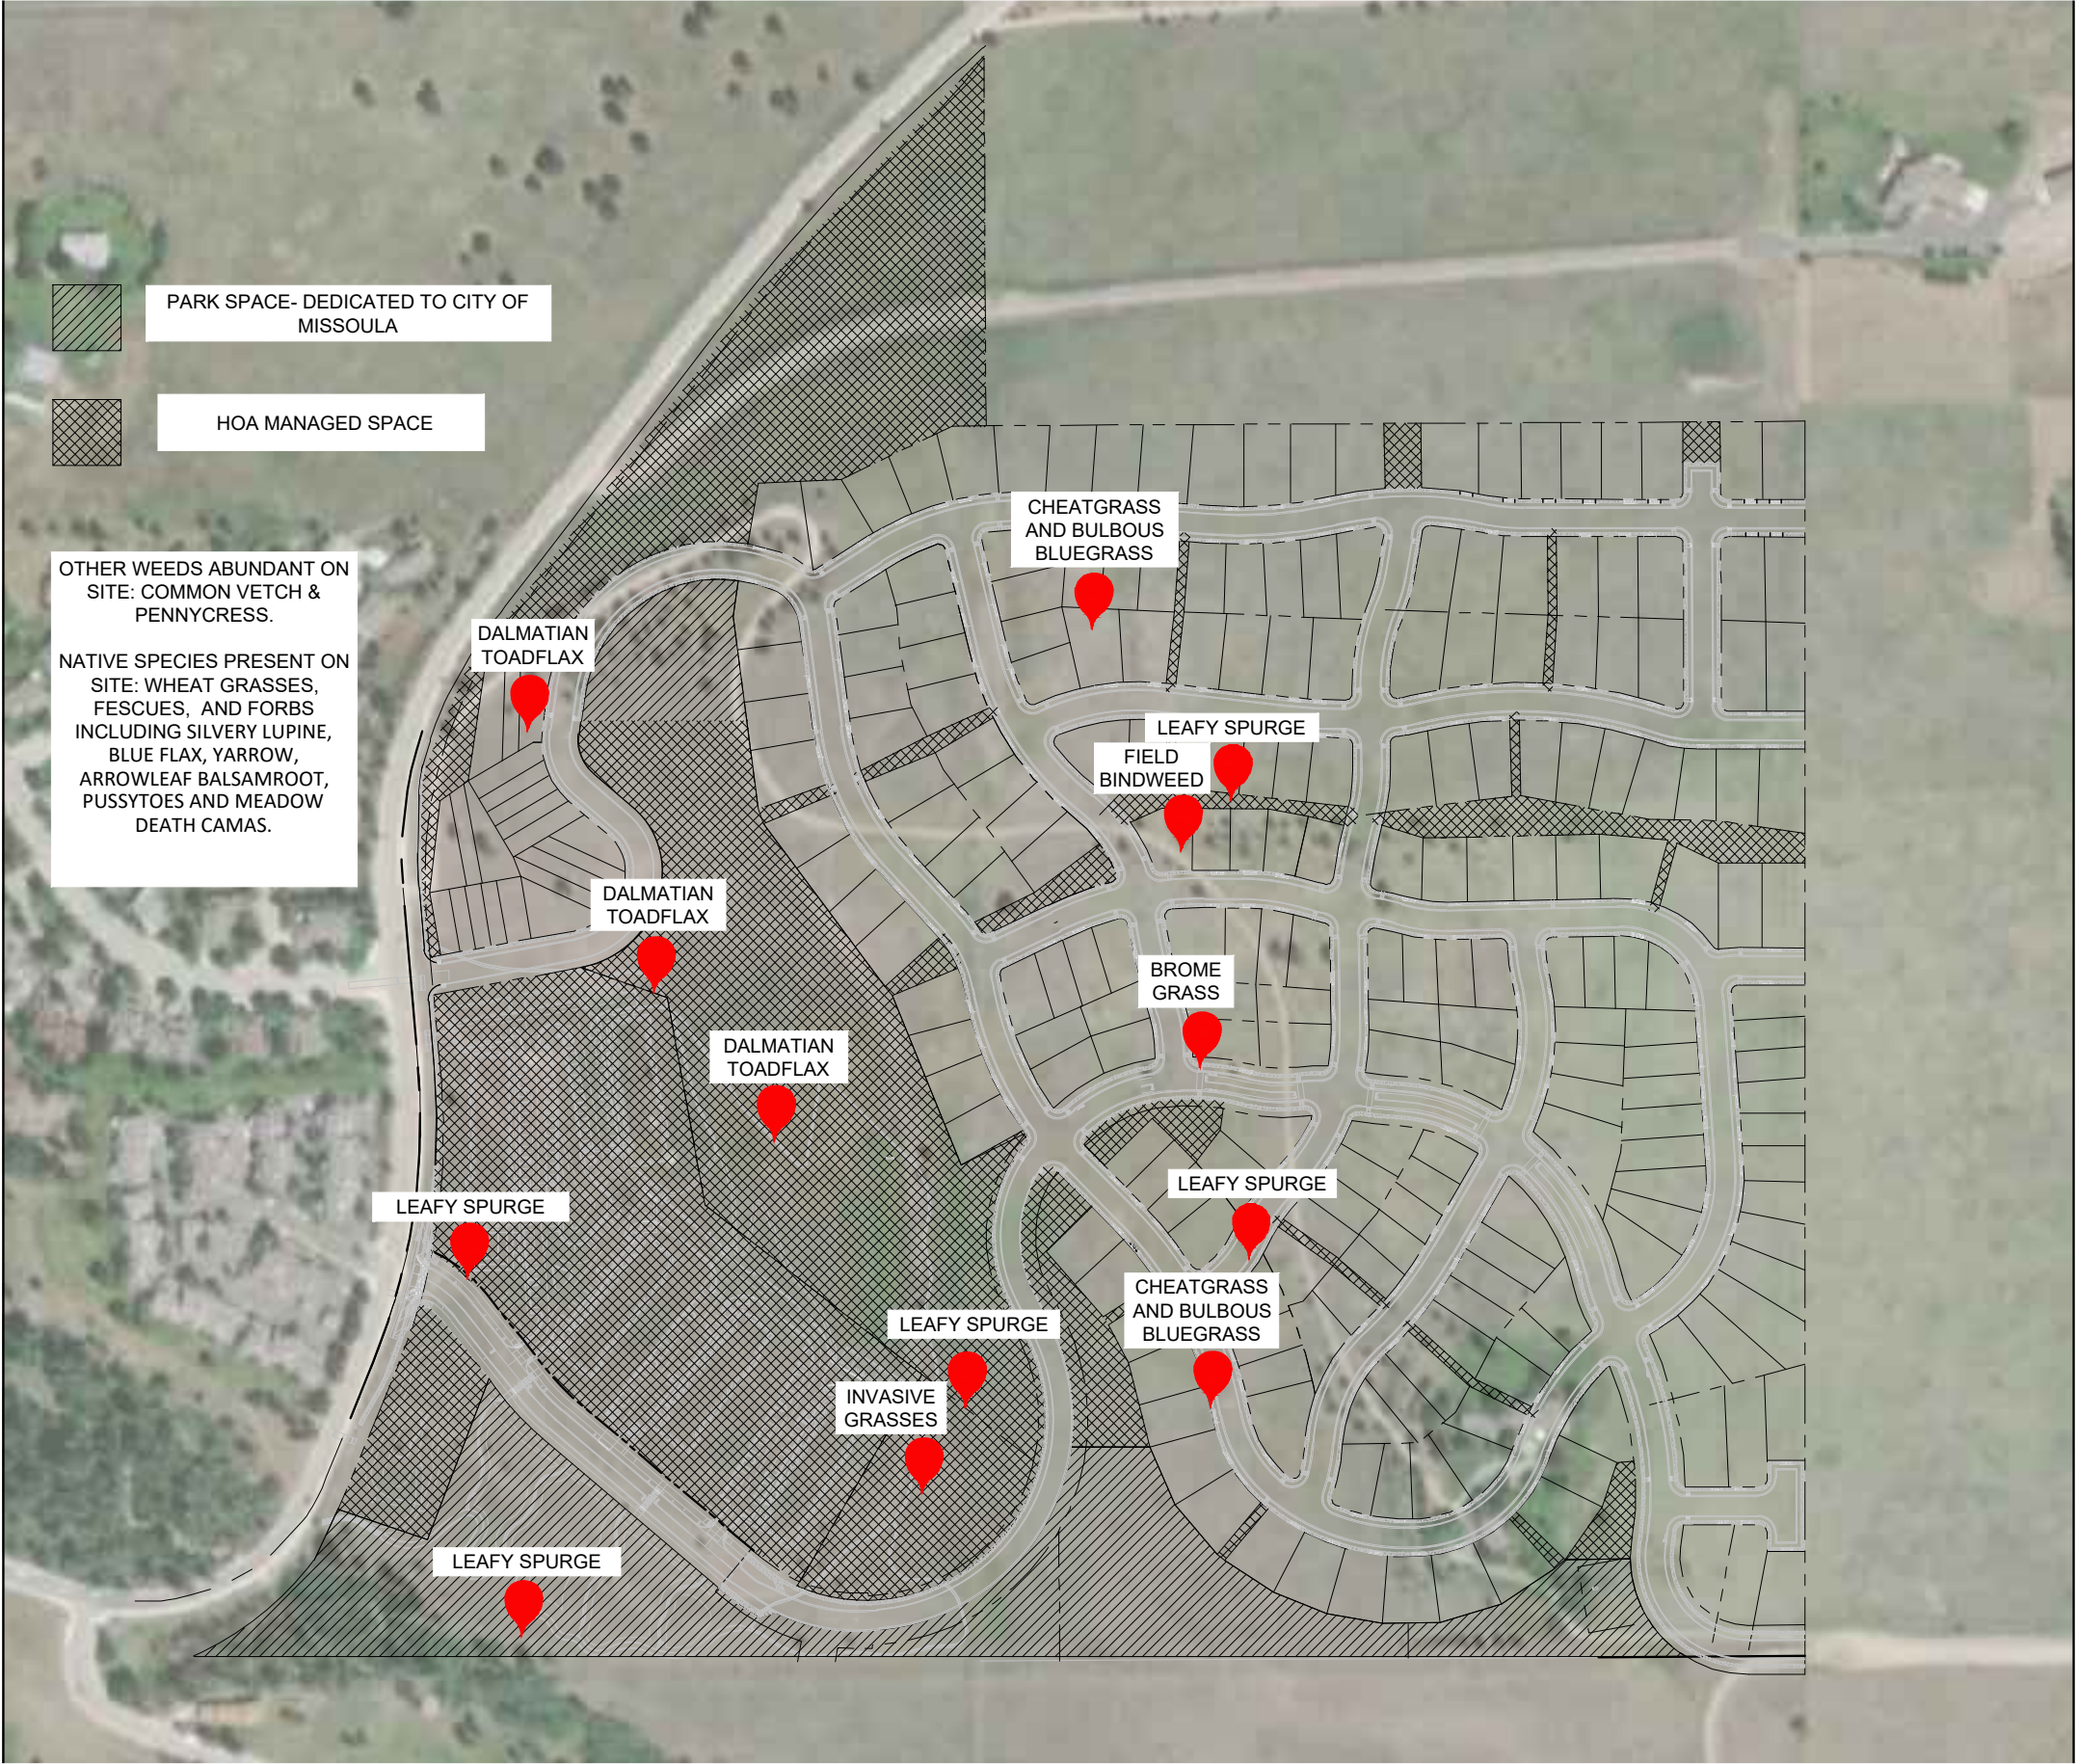 PARK SPACE- DEDICATED TO CITY OF
MISSOULA
HOA MANAGED SPACE
OTHER WEEDS ABUNDANT ON
SITE: COMMON VETCH &
PENNYCRESS.
NATIVE SPECIES PRESENT ON
SITE: WHEAT GRASSES,
FESCUES, AND FORBS
INCLUDING SILVERY LUPINE,
BLUE FLAX, YARROW,
ARROWLEAF BALSAMROOT,
PUSSYTOES AND MEADOW
DEATH CAMAS.
CHEATGRASS
AND BULBOUS
BLUEGRASS
DALMATIAN
TOADFLAX
LEAFY SPURGE
FIELD
BINDWEED
DALMATIAN
TOADFLAX
BROME
GRASS
DALMATIAN
TOADFLAX
LEAFY SPURGE
LEAFY SPURGE
CHEATGRASS
AND BULBOUS
BLUEGRASS
LEAFY SPURGE
INVASIVE
GRASSES
LEAFY SPURGE